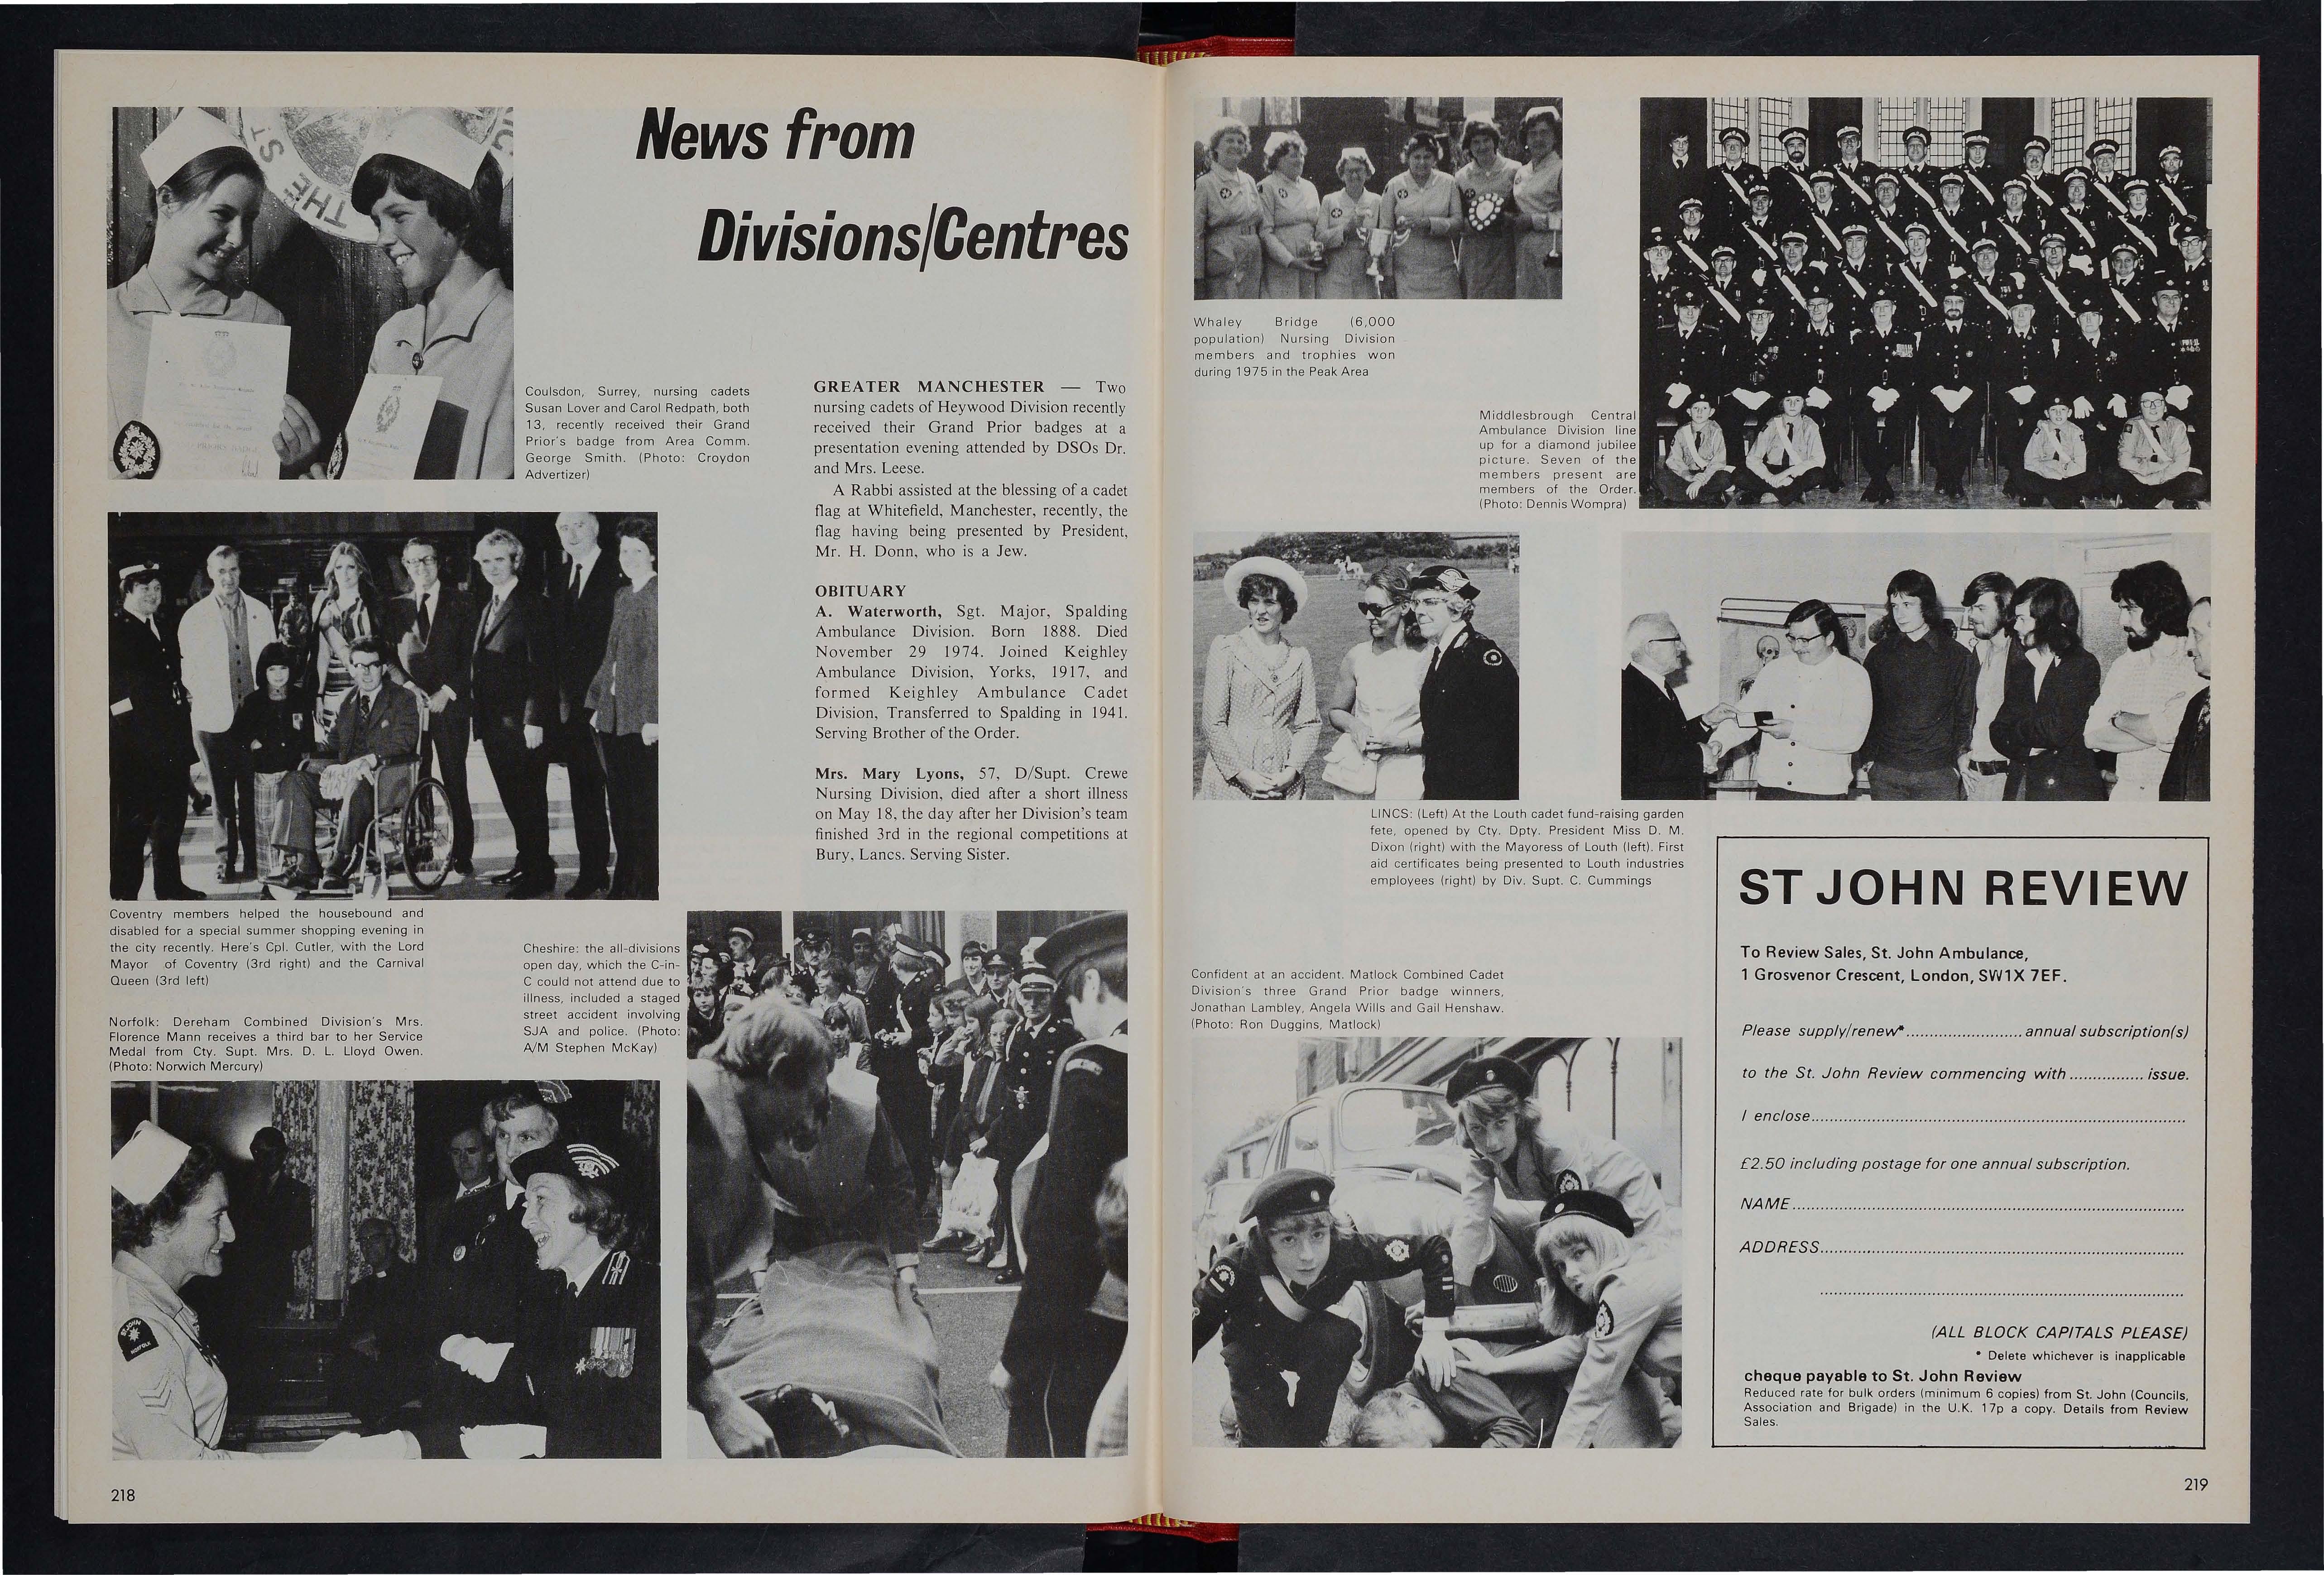 News from
Divisions/Centres
THE ST
Coulsdon, Surrey, nursing cadets
Susan Lover and Carol Redpath, both
13, recently received their Grand
Prior's badge from Area Comm.
George Smith. (Photo: Croydon
Advertizer)
GREATER MANCHESTER — Two
nursing cadets of Heywood Division recently
received their Grand Prior badges at a
presentation evening attended by DSOs Dr.
and Mrs. Leese.
A Rabbi assisted at the blessing of a cadet
flag at Whitefield, Manchester, recently, the
flag having being presented by President,
Mr. H. Donn, who is a Jew.
OBITUARY
A. Waterworth, Sgt. Major, Spalding
Ambulance Division. Born 1888. Died
November 29 1974. Joined Keighley
Ambulance Division, Yorks, 1917, and
formed Keighley Ambulance Cadet
Division, Transferred to Spalding in 1941.
Serving Brother of the Order.
Mrs. Mary Lyons, 57, D/Supt. Crewe
Nursing Division, died after a short illness
on May 18, the day after her Division's team
finished 3rd in the regional competitions at
Bury, Lancs. Serving Sister.
Coventry members helped the housebound and
disabled for a special summer shopping evening in
the city recently. Here's Cpl. Cutler, with the Lord
Mayor of Coventry (3rd right) and the Carnival
Queen (3rd left)
Cheshire: the all-divisions
open day, which the C-in-
C could not attend due to
illness, included a staged
street accident involving
SJA and police. (Photo:
A/M Stephen McKay)
Norfolk: Dereham Combined Division's Mrs.
Florence Mann receives a third bar to her Service
Medal from Cty. Supt. Mrs. D. L. Lloyd Owen.
(Photo: Norwich Mercury)
ST JOHN
NORFOLK
218
Whaley Bridge (6,000
population) Nursing Division
members and trophies won
during 1975 in the Peak Area
Middlesbrough Central
Ambulance Division line
up for a diamond jubilee
picture. Seven of the
members present are
members of the Order.
(Photo: Dennis Wompra)
LINCS: (Left) At the Louth cadet fund-raising garden
fete, opened by Cty. Dpty. President Miss D. M.
Dixon (right) with the Mayoress of Louth (left). First
aid certificates being presented to Louth industries
employees (right) by Div. Supt. C. Cummings
Confident at an accident. Matlock Combined Cadet
Division's three Grand Prior badge winners,
Jonathan Lambley, Angela Wills and Gail Henshaw.
(Photo: Ron Duggins, Matlock)
ST JOHN REVIEW
To Review Sales, St. John Ambulance,
1 Grosvenor Crescent, London, SW1X 7EF.
Please supply/renew*.........................annual subscription(s)
to the St. John Review commencing with ................ issue.
I enclose................................................................................
£2.50 including postage for one annual subscription.
NAME....................................................................................
ADDRESS..............................................................................
..............................................................................
(ALL BLOCK CAPITALS PLEASE)
* Delete whichever is inapplicable
cheque payable to St. John Review
Reduced rate for bulk orders (minimum 6 copies) from St. John (Councils,
Association and Brigade) in the U.K. 17p a copy. Details from Review
Sales.
219